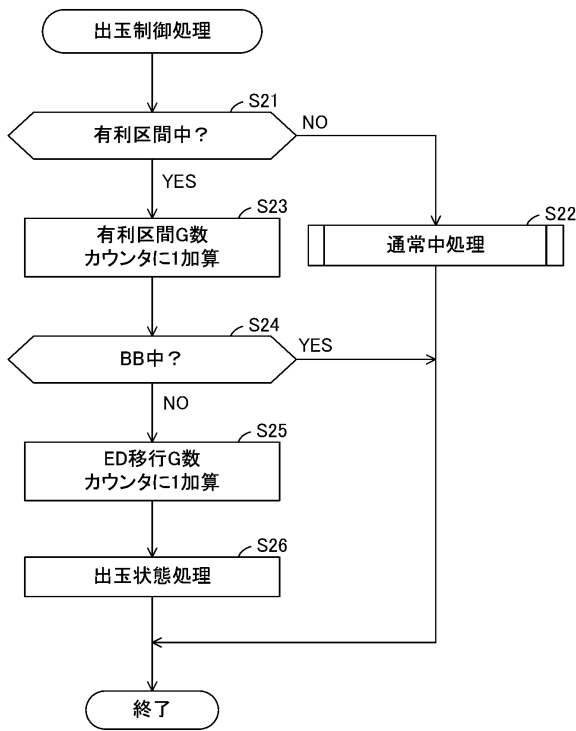 出玉制御処理
S21
有利区間中?
NO
YES
S23
有利区間G数
カウンタに1加算
S22
通常中処理
S24
BB中?
YES
NO
S25
ED移行G数
カウンタに1加算
S26
出玉状態処理
終了